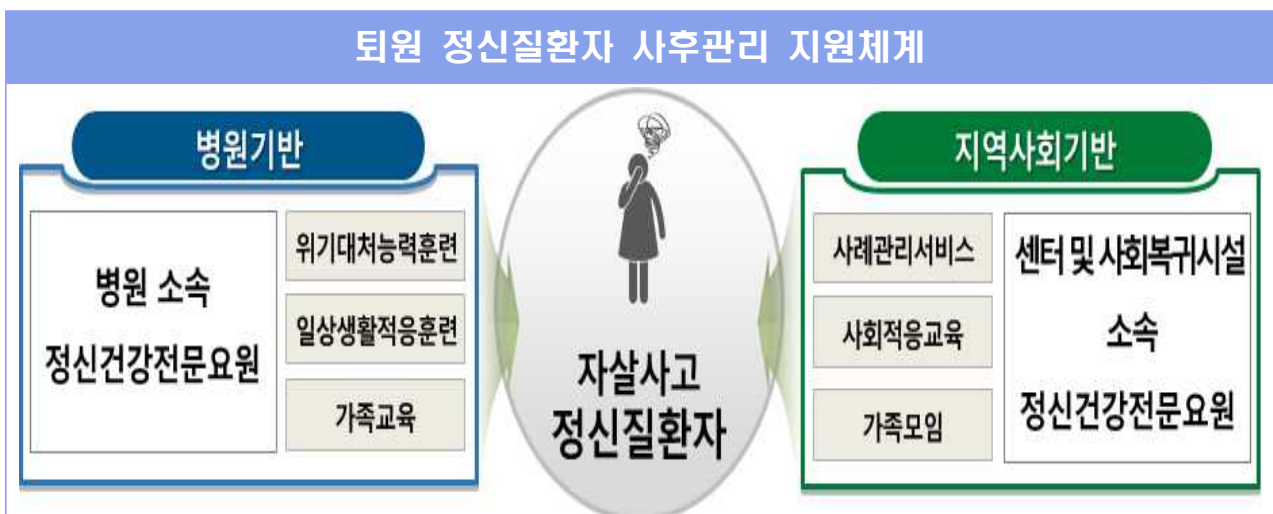 퇴원 정신질환자 사후관리 지원체계
병원기반
병원 소속
정신건강전문요원
위기대처능력훈련
일상생활적응훈련
가족교육
자살사고
정신질환자
지역사회기반
사례관리서비스
사회적응교육
가족모임
센터 및 사회복귀시설
소속
정신건강전문요원